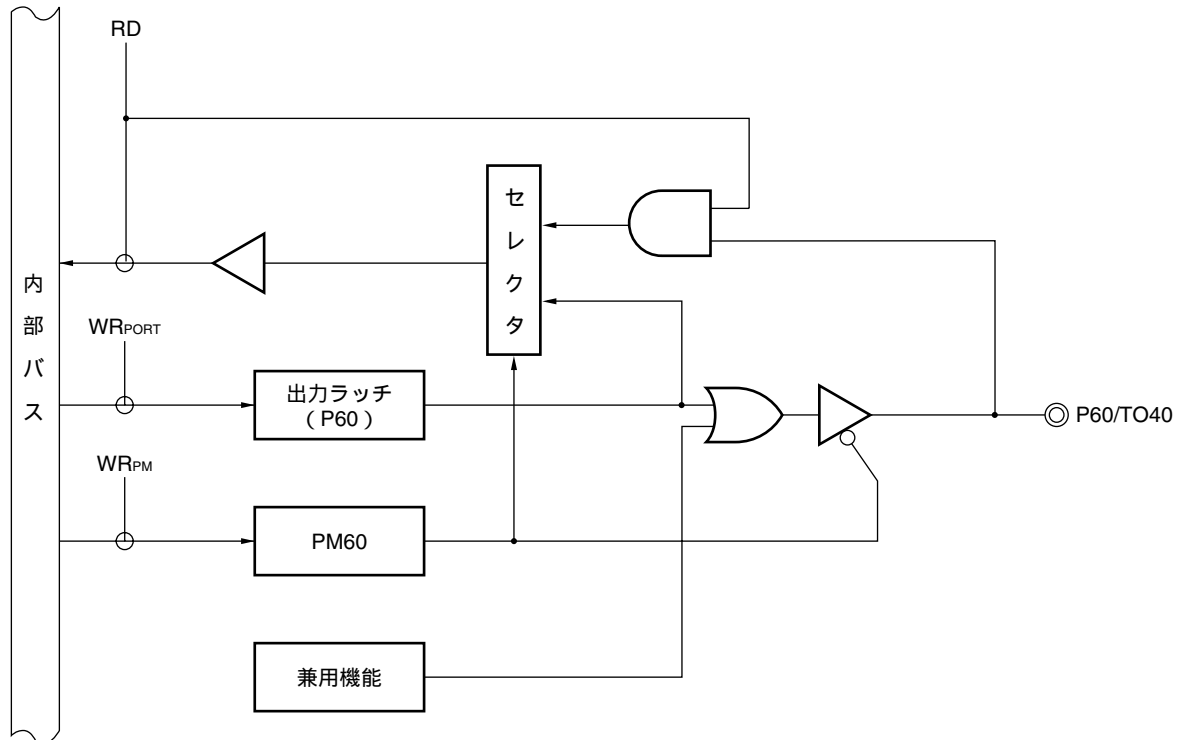 RD
セレクタ
内部バス
WRPORT
出力ラッチ
（P60）
P60/TO40
WRPM
PM60
兼用機能